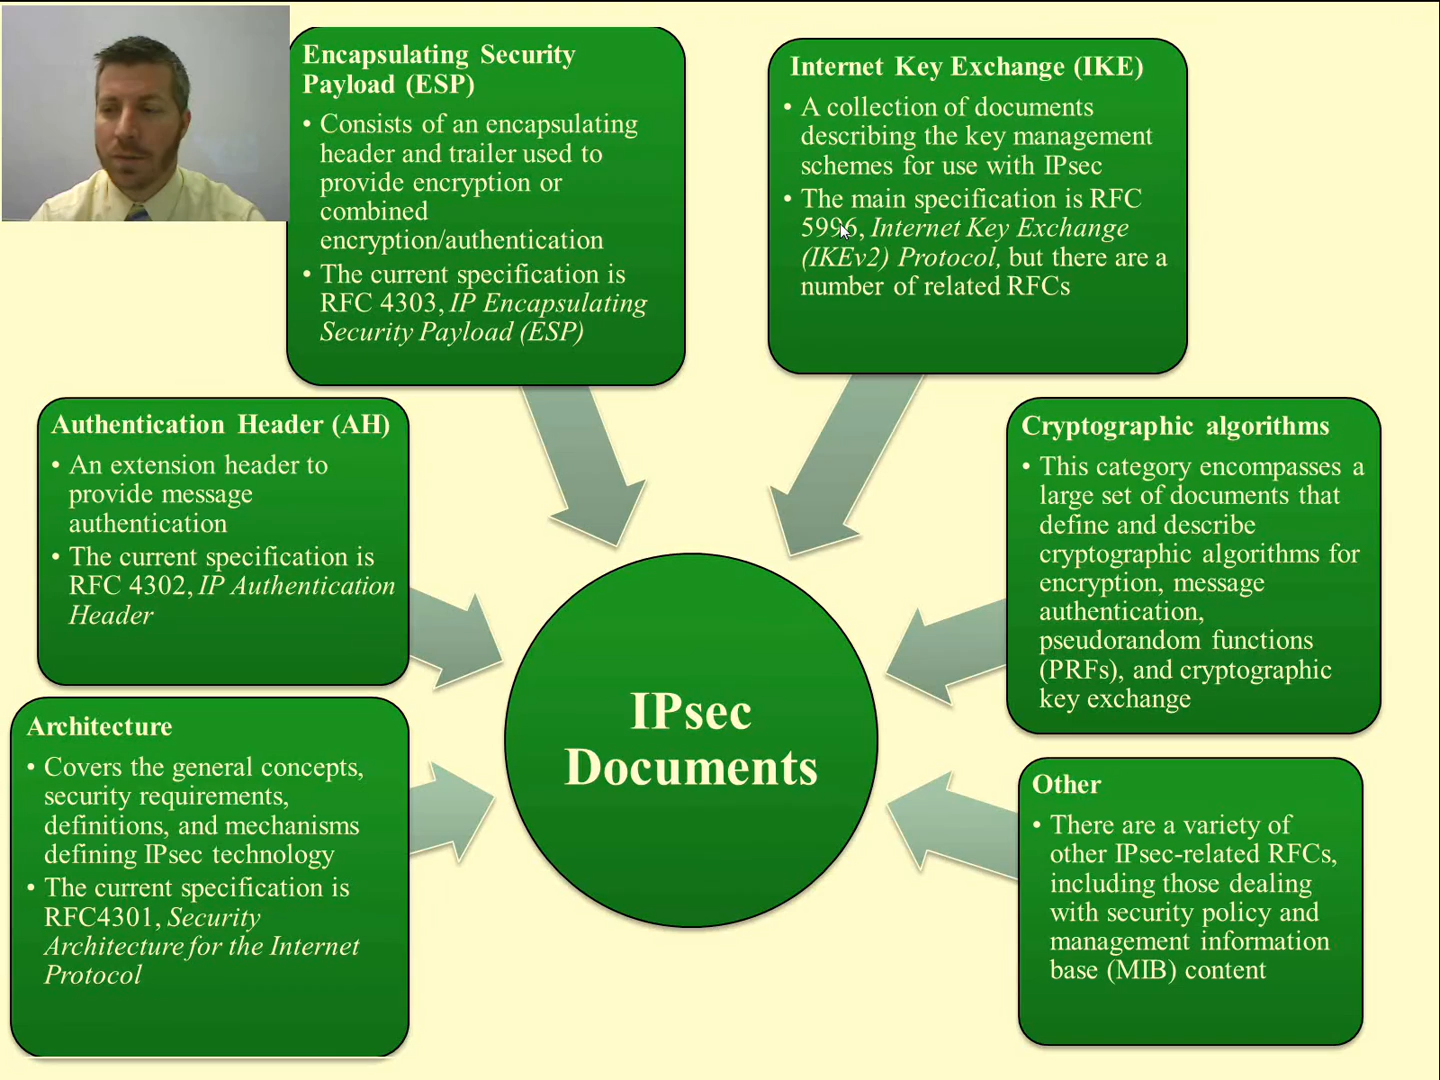 Encapsulating Security
Payload (ESP)
• Consists of an encapsulating
header and trailer used to
provide encryption or
combined
encryption/authentication
• The current specification is
RFC 4303, IP Encapsulating
Security Payload (ESP)
Internet Key Exchange (IKE)
• A collection of documents
describing the key management
schemes for use with IPsec
• The main specification is RFC
5996, Internet Key Exchange
(IKEv2) Protocol, but there are a
number of related RFCs
Authentication Header (AH)
• An extension header to
provide message
authentication
• The current specification is
RFC 4302, IP Authentication
Header
Cryptographic algorithms
• This category encompasses a
large set of documents that
define and describe
cryptographic algorithms for
encryption, message
authentication,
pseudorandom functions
(PRFs), and cryptographic
key exchange
Architecture
• Covers the general concepts,
security requirements,
definitions, and mechanisms
defining IPsec technology
• The current specification is
RFC4301, Security
Architecture for the Internet
Protocol
IPsec
Documents
Other
• There are a variety of
other IPsec-related RFCs,
including those dealing
with security policy and
management information
base (MIB) content